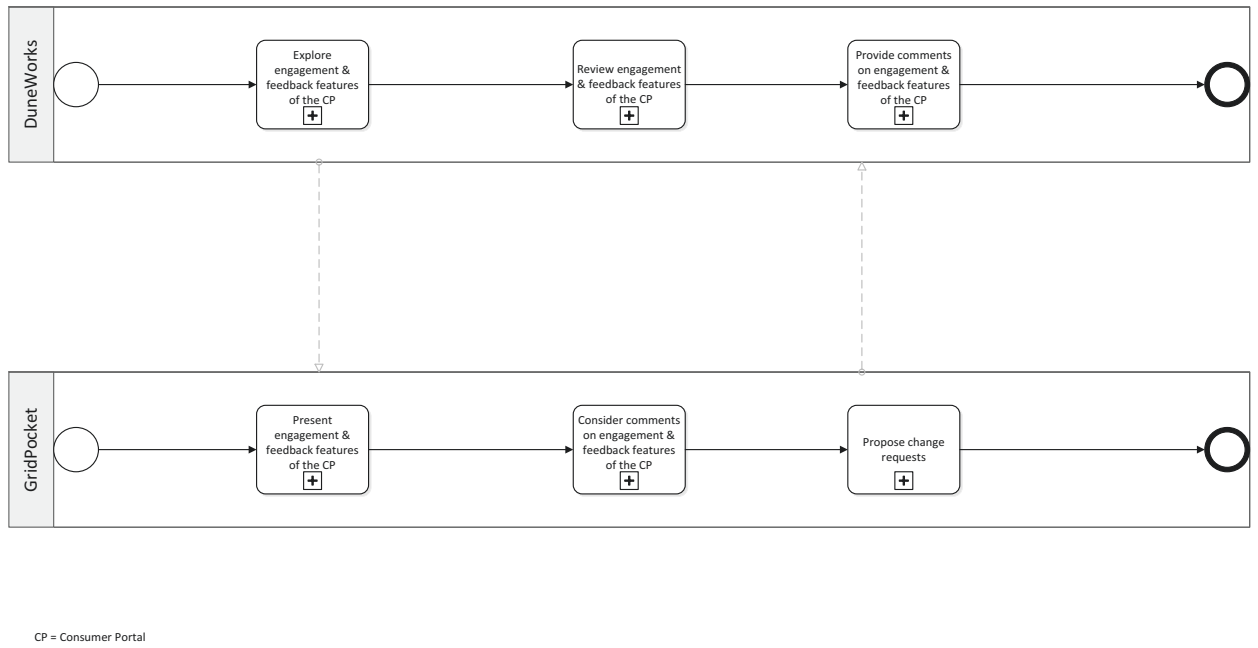 DuneWorks
Explore
engagement &
feedback features
of the CP
Review engagement
& feedback features
of the CP
Provide comments
on engagement &
feedback features
of the CP
GridPocket
Present
engagement &
feedback features
of the CP
Consider comments
on engagement &
feedback features
of the CP
Propose change
requests
CP = Consumer Portal